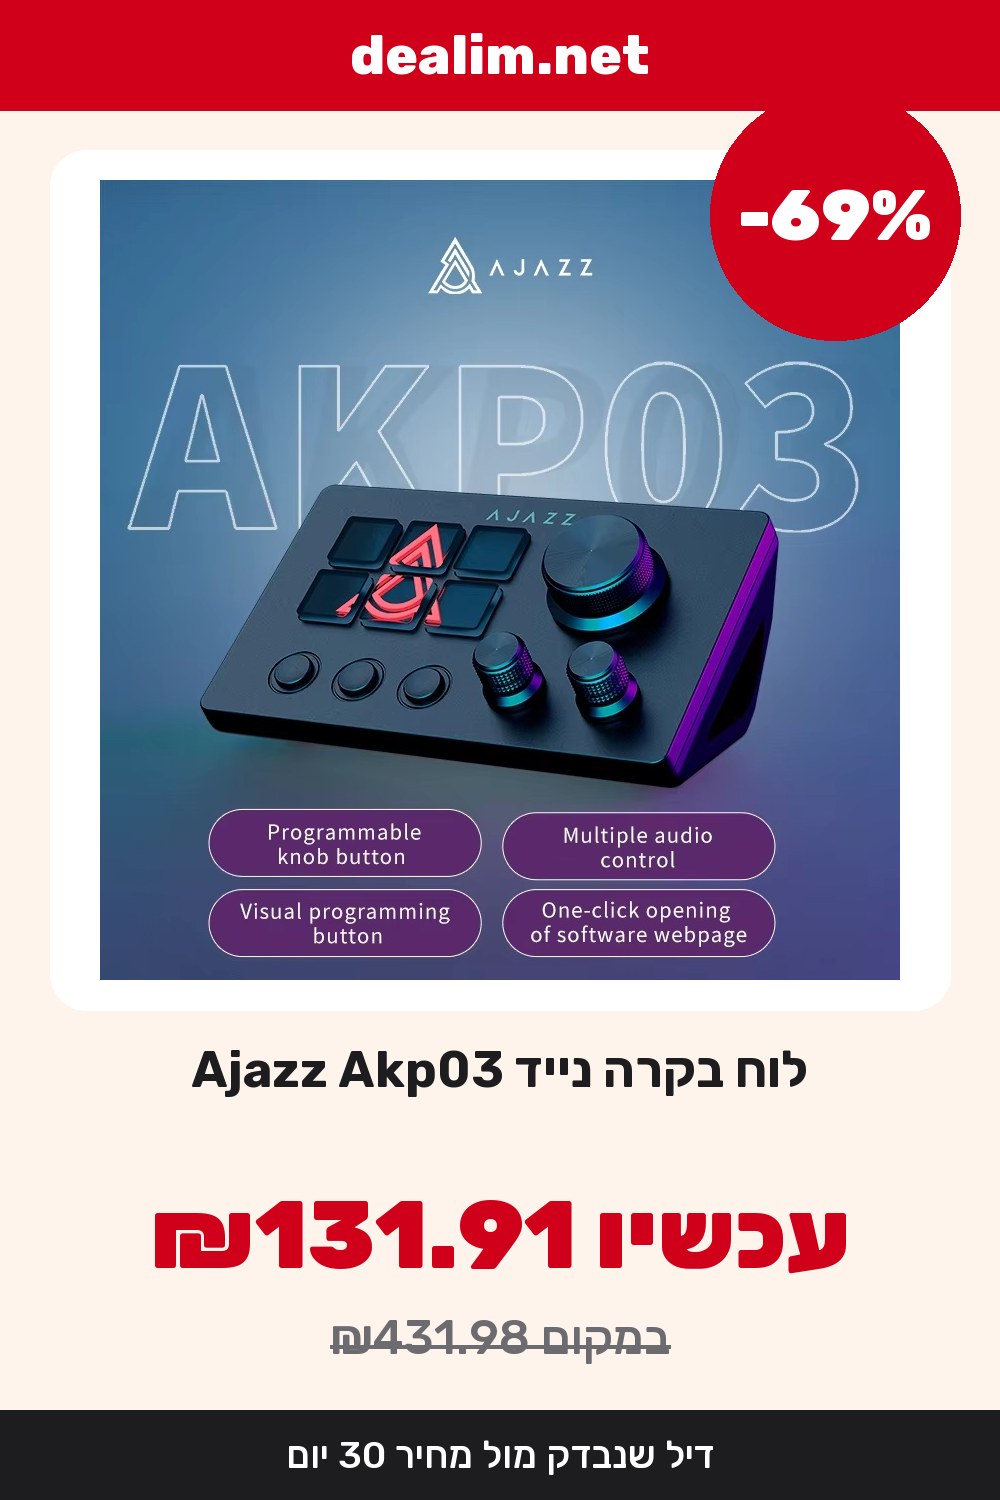 dealim.net
-69%
AJAZZ
AKP03
AJAZZ
Programmable
knob button
Multiple audio
control
Visual programming
button
One-click opening
of software webpage
לוח בקרה נייד Ajazz Akp03
עכשיו ₪131.91
במקום ₪431.98
דיל שנבדק מול מחיר 30 יום